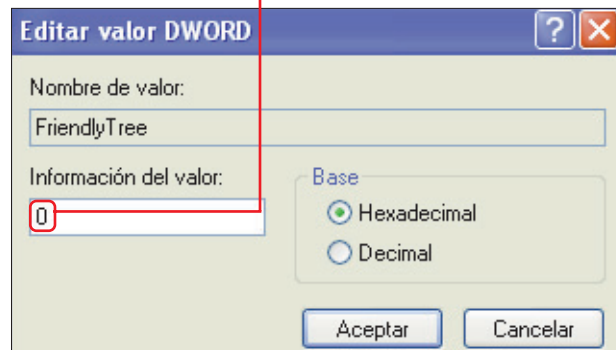 Editar valor DWORD
Nombre de valor:
FriendlyTree
Información del valor:
0
Base
Hexadecimal
Decimal
Aceptar
Cancelar